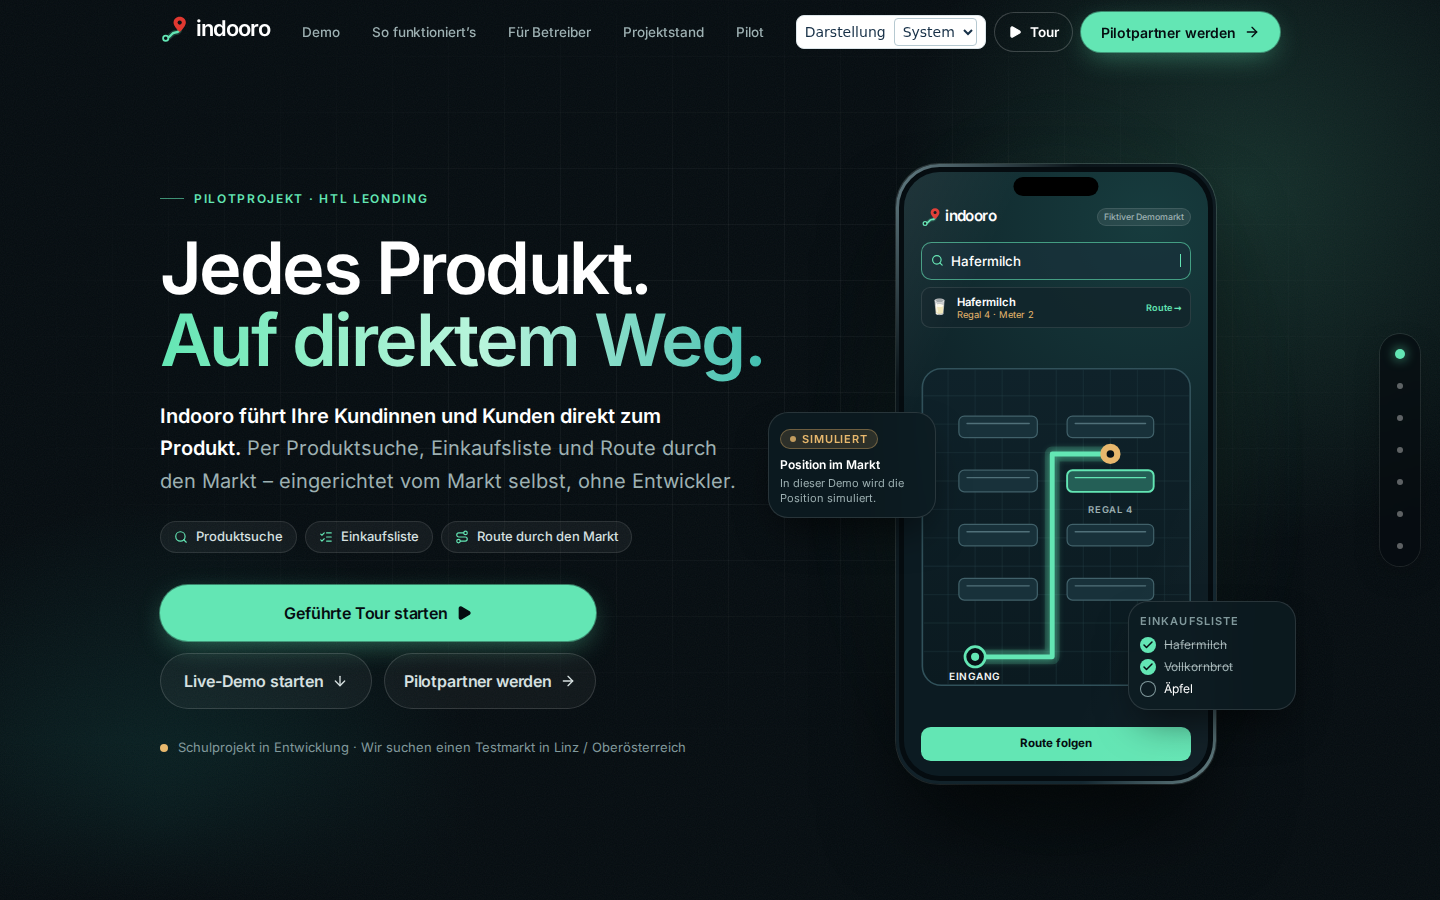 indooro
Demo
So funktioniert's
Für Betreiber
Projektstand
Pilot
Darstellung System
Tour
Pilotpartner werden →
PILOTPROJEKT · HTL LEONDING
Jedes Produkt.
Auf direktem Weg.
Indooro führt Ihre Kundinnen und Kunden direkt zum
Produkt. Per Produktsuche, Einkaufsliste und Route durch
den Markt – eingerichtet vom Markt selbst, ohne Entwickler.
Produktsuche
Einkaufsliste
Route durch den Markt
Geführte Tour starten
Live-Demo starten ↓
Pilotpartner werden →
Schulprojekt in Entwicklung · Wir suchen einen Testmarkt in Linz / Oberösterreich
indooro
Fiktiver Demomarkt
Hafermilch
Hafermilch
Regal 4 · Meter 2
Route →
SIMULIERT
Position im Markt
In dieser Demo wird die
Position simuliert.
REGAL 4
EINGANG
EINKAUFSLISTE
Hafermilch
Vollkornbrot
Äpfel
Route folgen